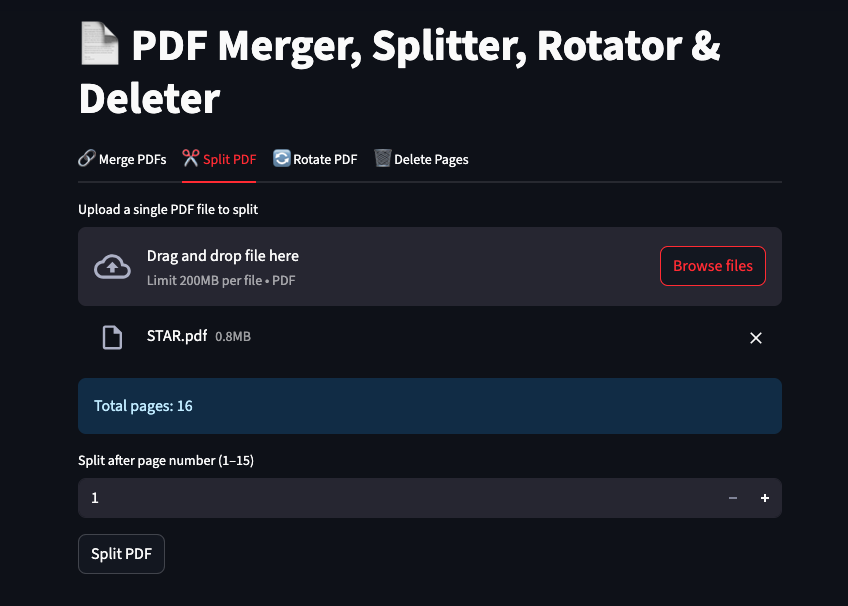 PDF Merger, Splitter, Rotator &
Deleter
Merge PDFs Split PDF Rotate PDF Delete Pages
Upload a single PDF file to split
Drag and drop file here
Limit 200MB per file • PDF
Browse files
STAR.pdf 0.8MB
Total pages: 16
Split after page number (1–15)
1
Split PDF